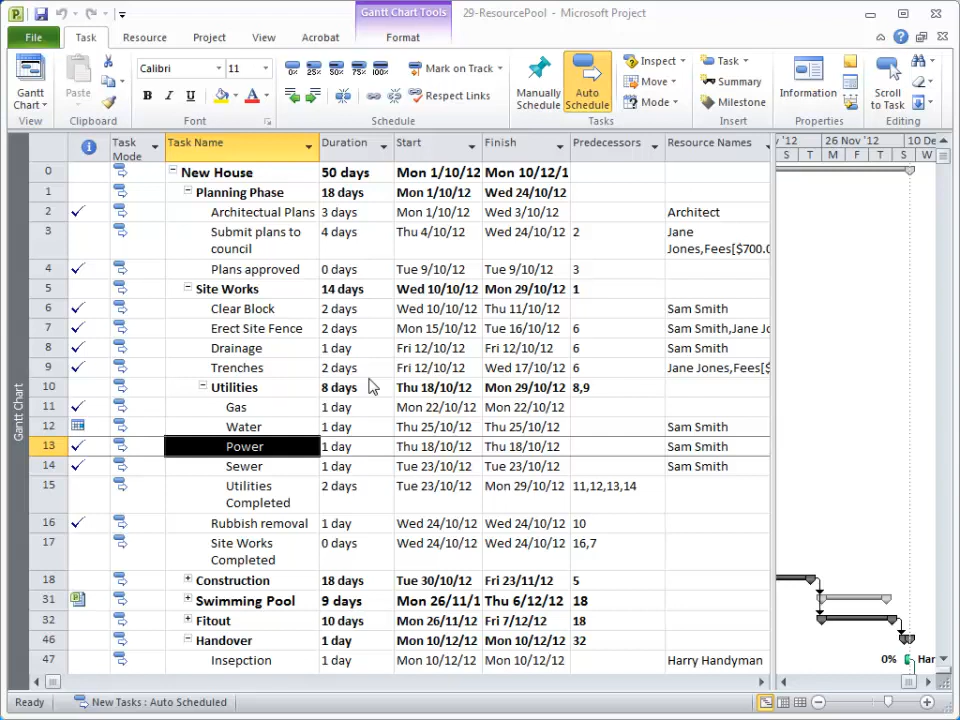 Gantt Chart Tools
29-ResourcePool - Microsoft Project
File Task Resource Project View Acrobat Format
Gantt Chart
View
Paste
Clipboard
Calibri 11
B I U A
Font
0% 25% 50% 75% 100%
Mark on Track
Respect Links
Schedule
Manually Schedule
Auto Schedule
Inspect
Move
Mode
Tasks
Task
Summary
Milestone
Insert
Information
Properties
Scroll to Task
Editing
Task Mode Task Name Duration Start Finish Predecessors Resource Names
'12 26 Nov '12 10 De
S T M F T S W
0 New House 50 days Mon 1/10/12 Mon 10/12/1
1 Planning Phase 18 days Mon 1/10/12 Wed 24/10/12
2 Architectual Plans 3 days Mon 1/10/12 Wed 3/10/12 Architect
3 Submit plans to council 4 days Thu 4/10/12 Wed 24/10/12 2 Jane Jones,Fees[$700.0
4 Plans approved 0 days Tue 9/10/12 Tue 9/10/12 3
5 Site Works 14 days Wed 10/10/12 Mon 29/10/12 1
6 Clear Block 2 days Wed 10/10/12 Thu 11/10/12 Sam Smith
7 Erect Site Fence 2 days Mon 15/10/12 Tue 16/10/12 6 Sam Smith,Jane Jo
8 Drainage 1 day Fri 12/10/12 Fri 12/10/12 6 Sam Smith
9 Trenches 2 days Fri 12/10/12 Wed 17/10/12 6 Jane Jones,Fees[$
10 Utilities 8 days Thu 18/10/12 Mon 29/10/12 8,9
11 Gas 1 day Mon 22/10/12 Mon 22/10/12
12 Water 1 day Thu 25/10/12 Thu 25/10/12 Sam Smith
13 Power 1 day Thu 18/10/12 Thu 18/10/12 Sam Smith
14 Sewer 1 day Tue 23/10/12 Tue 23/10/12 Sam Smith
15 Utilities Completed 2 days Tue 23/10/12 Mon 29/10/12 11,12,13,14
16 Rubbish removal 1 day Wed 24/10/12 Wed 24/10/12 10
17 Site Works Completed 0 days Wed 24/10/12 Wed 24/10/12 16,7
18 Construction 18 days Tue 30/10/12 Fri 23/11/12 5
31 Swimming Pool 9 days Mon 26/11/1 Thu 6/12/12 18
32 Fitout 10 days Mon 26/11/12 Fri 7/12/12 18
46 Handover 1 day Mon 10/12/12 Mon 10/12/12 32
47 Insepction 1 day Mon 10/12/12 Mon 10/12/12 Harry Handyman
0% Har
Gantt Chart
Ready New Tasks : Auto Scheduled